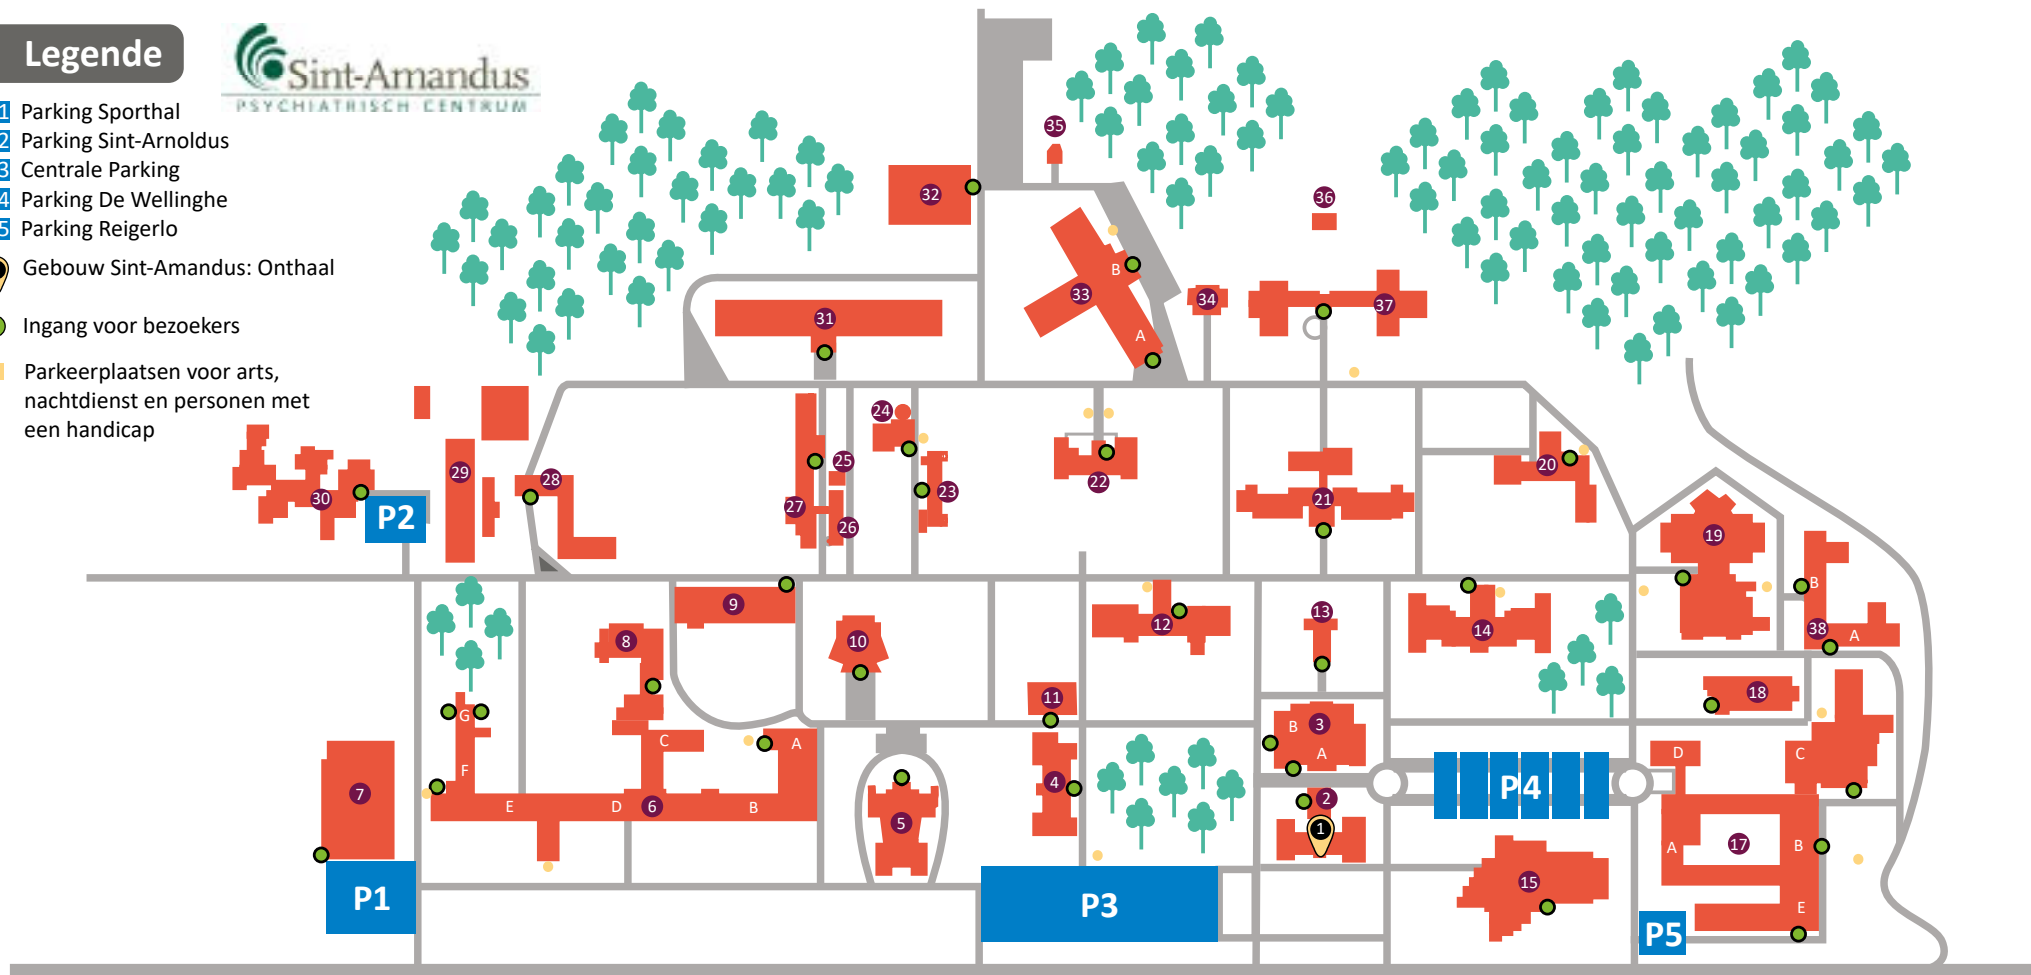 Legende
Sint-Amandus
PSYCHIATRISCH CENTRUM
1 Parking Sporthal
2 Parking Sint-Arnoldus
3 Centrale Parking
4 Parking De Wellinghe
5 Parking Reigerlo
Gebouw Sint-Amandus: Onthaal
Ingang voor bezoekers
Parkeerplaatsen voor arts,
nachtdienst en personen met
een handicap
35
32
36
33
B
A
34
37
31
24
25
23
22
27
26
28
29
30
P2
21
20
19
9
8
10
12
13
14
B
38
A
11
18
G
F
C
A
3
B
A
D
C
7
E
D
6
B
5
4
2
1
P4
A
17
B
E
P1
P3
15
P5